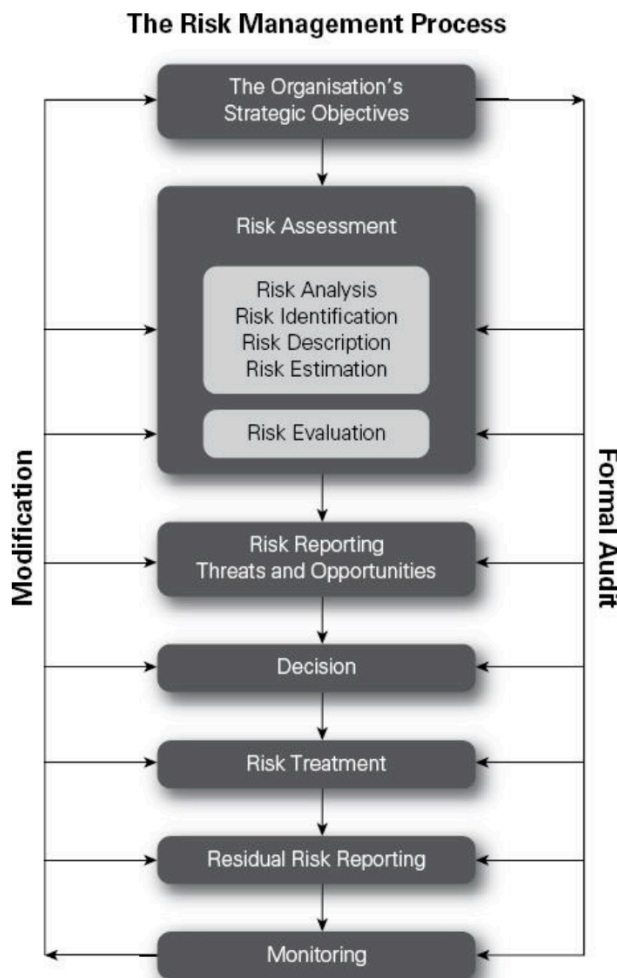 The Risk Management Process
The Organisation's
Strategic Objectives
Risk Assessment
Risk Analysis
Risk Identification
Risk Description
Risk Estimation
Risk Evaluation
Modification
Formal Audit
Risk Reporting
Threats and Opportunities
Decision
Risk Treatment
Residual Risk Reporting
Monitoring